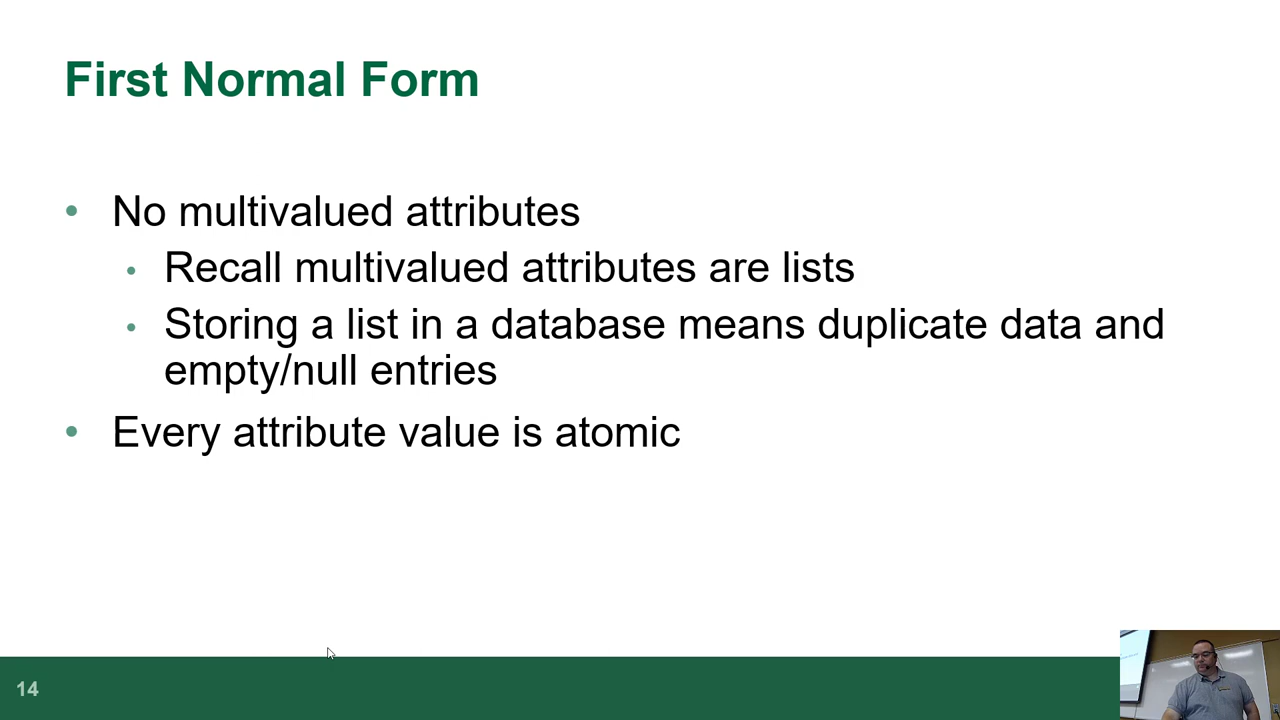 First Normal Form
• No multivalued attributes
• Recall multivalued attributes are lists
• Storing a list in a database means duplicate data and
empty/null entries
• Every attribute value is atomic
14